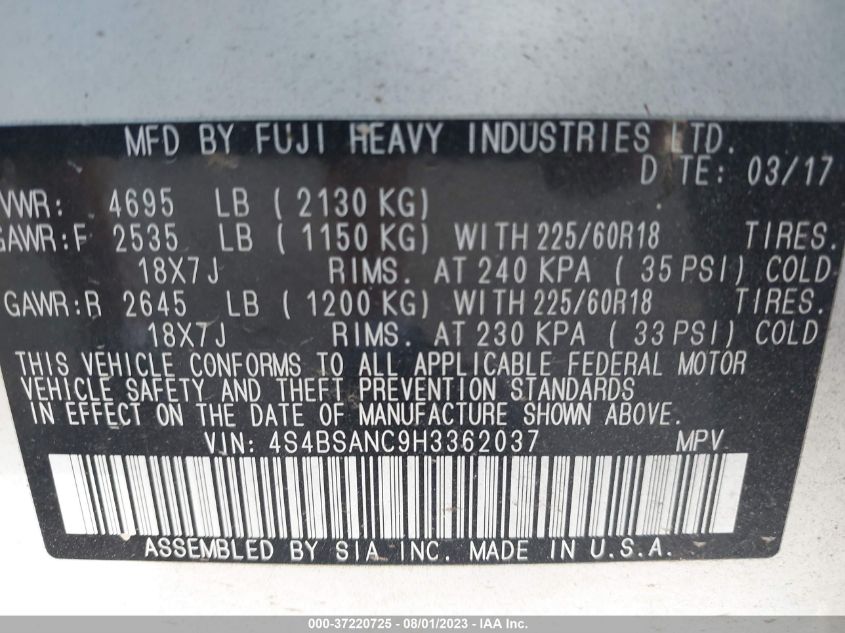 MFD BY FUJI HEAVY INDUSTRIES LTD.
D TE: 03/17
VWR: 4695 LB ( 2130 KG)
GAWR:F 2535 LB ( 1150 KG) WITH 225/60R18 TIRES.
18X7J RIMS. AT 240 KPA ( 35 PSI) COLD
GAWR:R 2645 LB ( 1200 KG) WITH 225/60R18 TIRES.
18X7J RIMS. AT 230 KPA ( 33 PSI) COLD
THIS VEHICLE CONFORMS TO ALL APPLICABLE FEDERAL MOTOR
VEHICLE SAFETY AND THEFT PREVENTION STANDARDS
IN EFFECT ON THE DATE OF MANUFACTURE SHOWN ABOVE.
VIN: 4S4BSANC9H3362037 MPV
ASSEMBLED BY SIA INC. MADE IN U.S.A.
000-37220725 - 08/01/2023 - IAA Inc.